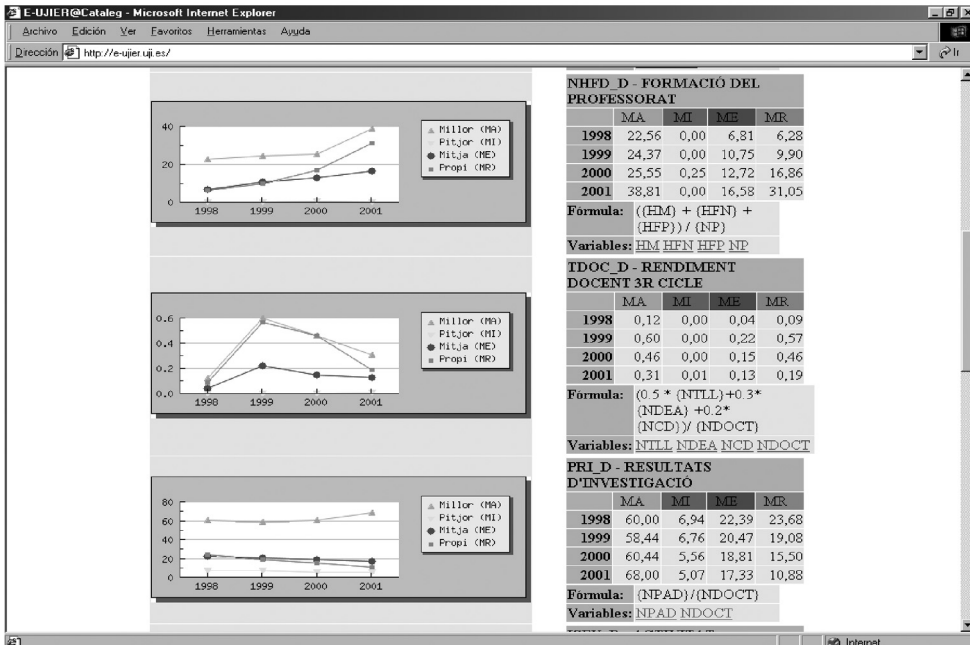 E-UJIER@Cataleg - Microsoft Internet Explorer
Archivo Edición Ver Favoritos Herramientas Ayuda
Dirección http://e-ujier.uji.es/ Ir
40
20
0
1998 1999 2000 2001
Millor (MA)
Pitjor (MI)
Mitja (ME)
Propi (MR)
NHFD_D - FORMACIÓ DEL
PROFESSORAT
MA MI ME MR
1998 22,56 0,00 6,81 6,28
1999 24,37 0,00 10,75 9,90
2000 25,55 0,25 12,72 16,86
2001 38,81 0,00 16,58 31,05
Fórmula: ((HM) + (HFN) +
(HFP))/ (NP)
Variables: HM HFN HFP NP
0.6
0.4
0.2
0.0
1998 1999 2000 2001
Millor (MA)
Pitjor (MI)
Mitja (ME)
Propi (MR)
TDOC_D - RENDIMENT
DOCENT 3R CICLE
MA MI ME MR
1998 0,12 0,00 0,04 0,09
1999 0,60 0,00 0,22 0,57
2000 0,46 0,00 0,15 0,46
2001 0,31 0,01 0,13 0,19
Fórmula: (0.5 * {NTLL}+0.3*
{NDEA} +0.2*
{NCD})/ {NDOCT}
Variables: NTLL NDEA NCD NDOCT
80
60
40
20
0
1998 1999 2000 2001
Millor (MA)
Pitjor (MI)
Mitja (ME)
Propi (MR)
PRI_D - RESULTATS
D'INVESTIGACIÓ
MA MI ME MR
1998 60,00 6,94 22,39 23,68
1999 58,44 6,76 20,47 19,08
2000 60,44 5,56 18,81 15,50
2001 68,00 5,07 17,33 10,88
Fórmula: {NPAD}/{NDOCT}
Variables: NPAD NDOCT
Internet